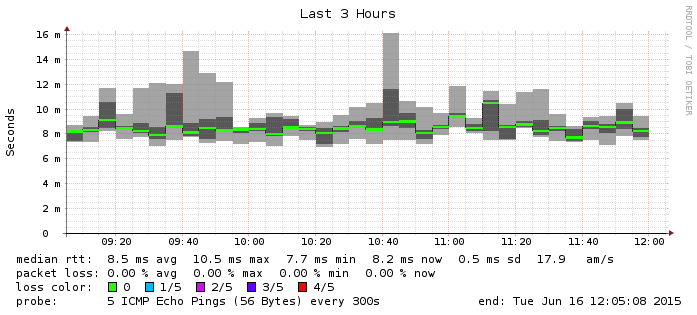 Last 3 Hours
RRDTOOL / TOBI OETIKER
Seconds
16 m
14 m
12 m
10 m
8 m
6 m
4 m
2 m
0
09:20 09:40 10:00 10:20 10:40 11:00 11:20 11:40 12:00
median rtt: 8.5 ms avg 10.5 ms max 7.7 ms min 8.2 ms now 0.5 ms sd 17.9 am/s
packet loss: 0.00 % avg 0.00 % max 0.00 % min 0.00 % now
loss color: 0 1/5 2/5 3/5 4/5
probe: 5 ICMP Echo Pings (56 Bytes) every 300s end: Tue Jun 16 12:05:08 2015